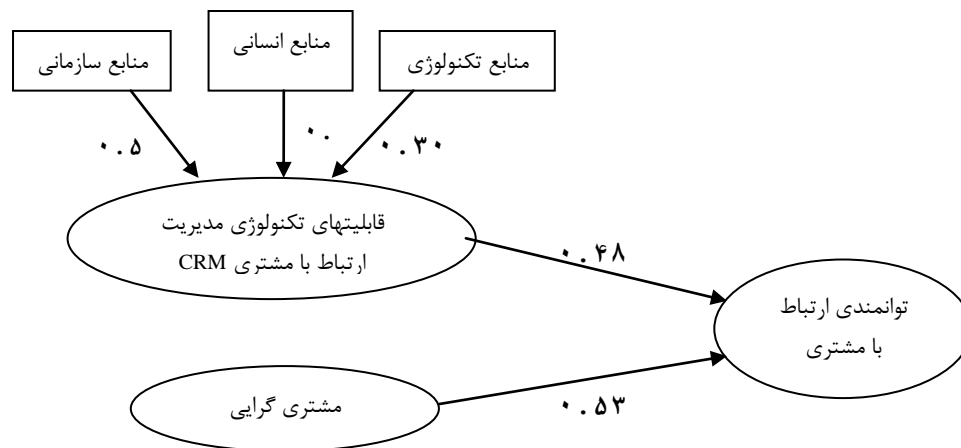 منابع تکنولوژی
منابع انسانی
منابع سازمانی
۰.۳۰
۰.
۰.۵
قابلیتهای تکنولوژی مدیریت
ارتباط با مشتری CRM
۰.۴۸
توانمندی ارتباط
با مشتری
مشتری گرایی
۰.۵۳